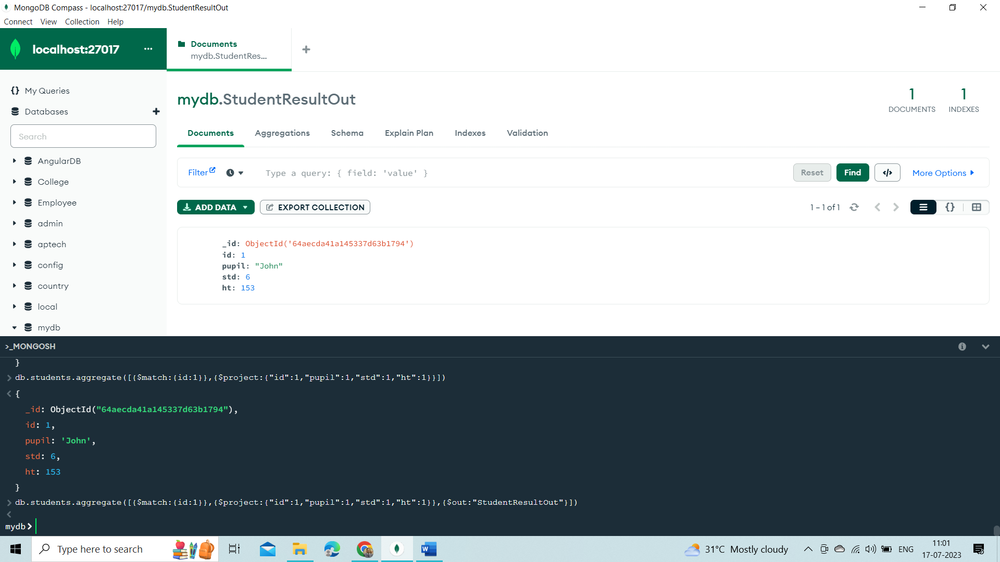 MongoDB Compass - localhost:27017/mydb.StudentResultOut
Connect View Collection Help
localhost:27017 ...
Documents
mydb.StudentRes...
+
{} My Queries
Databases +
Search
AngularDB
College
Employee
admin
aptech
config
country
local
mydb
mydb.StudentResultOut
1 DOCUMENTS
1 INDEXES
Documents Aggregations Schema Explain Plan Indexes Validation
Filter Type a query: { field: 'value' } Reset Find </> More Options
ADD DATA EXPORT COLLECTION 1 – 1 of 1 {}
_id: ObjectId('64aecda41a145337d63b1794')
id: 1
pupil: "John"
std: 6
ht: 153
>_MONGOSH
}
> db.students.aggregate([{$match:{id:1}},{$project:{"id":1,"pupil":1,"std":1,"ht":1}}])
< {
_id: ObjectId("64aecda41a145337d63b1794"),
id: 1,
pupil: 'John',
std: 6,
ht: 153
}
> db.students.aggregate([{$match:{id:1}},{$project:{"id":1,"pupil":1,"std":1,"ht":1}},{$out:"StudentResultOut"}])
<
mydb>
Type here to search
31°C Mostly cloudy
ENG
11:01
17-07-2023